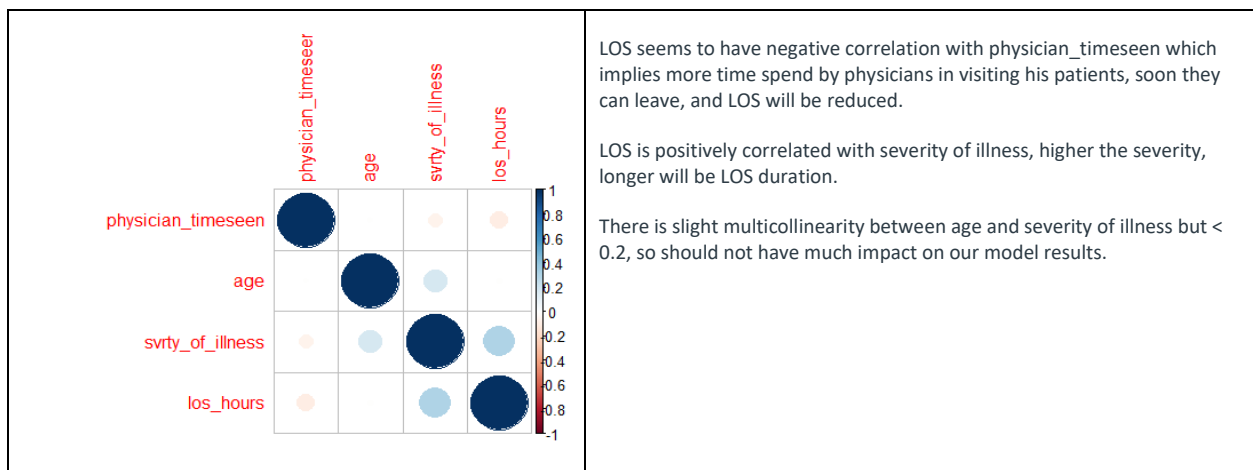 physician_timeseen
age
svrty_of_illness
los_hours
physician_timeseen
age
svrty_of_illness
los_hours
1
0.8
0.6
0.4
0.2
0
-0.2
-0.4
-0.6
-0.8
-1
LOS seems to have negative correlation with physician_timeseen which
implies more time spend by physicians in visiting his patients, soon they
can leave, and LOS will be reduced.
LOS is positively correlated with severity of illness, higher the severity,
longer will be LOS duration.
There is slight multicollinearity between age and severity of illness but <
0.2, so should not have much impact on our model results.